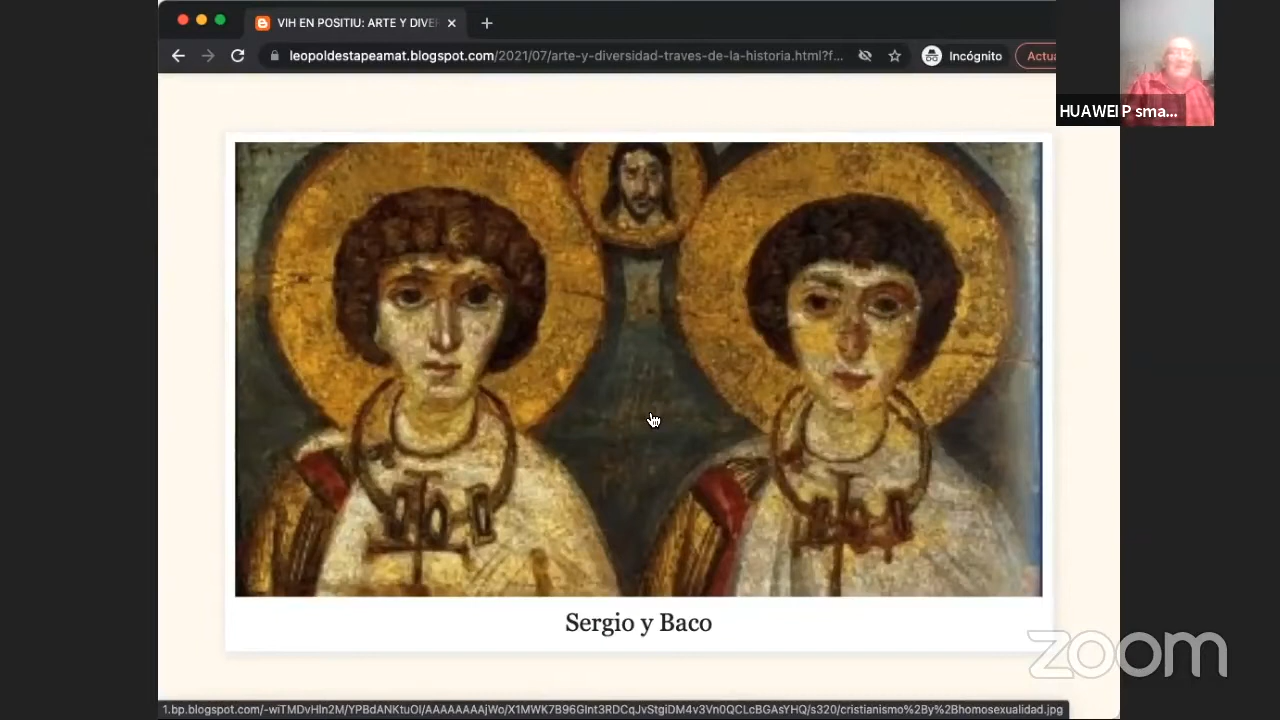 VIH EN POSITIU: ARTE Y DIVER
leopoldestapeamat.blogspot.com/2021/07/arte-y-diversidad-traves-de-la-historia.html?f...
Incógnito
Actua
HUAWEI P sma...
Sergio y Baco
zoom
1.bp.blogspot.com/-wiTMDvHln2M/YPBdANKtuOI/AAAAAAAAjWo/X1MWK7B96GInt3RDCqJvStgiDM4v3Vn0QCLcBGAsYHQ/s320/cristianismo%2By%2Bhomosexualidad.jpg